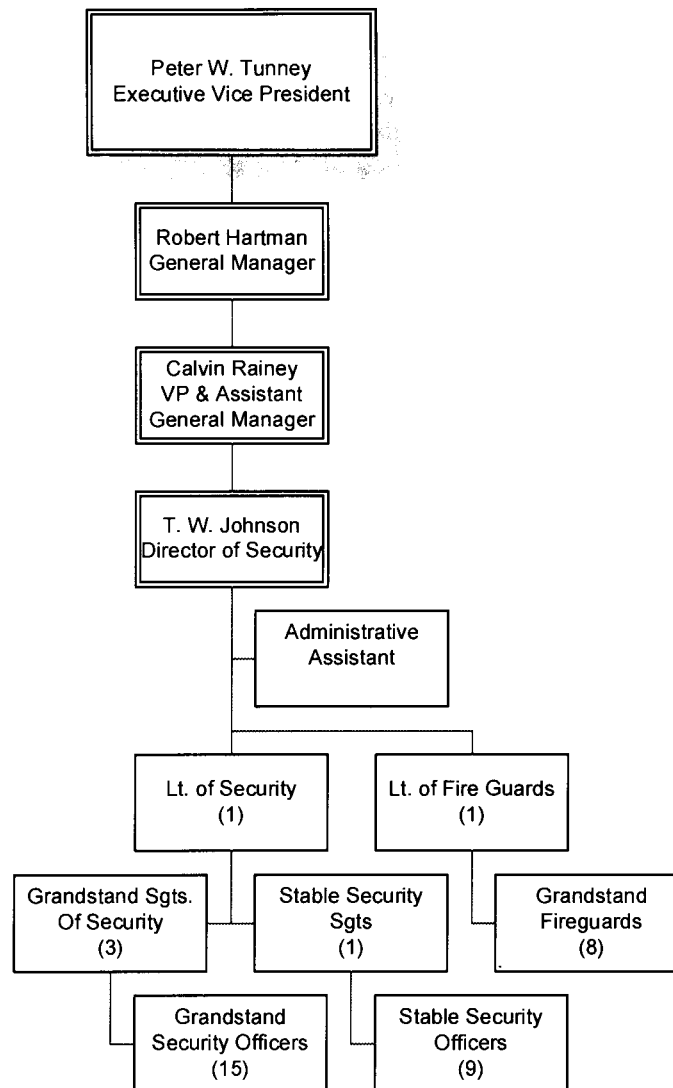 Peter W. Tunney
Executive Vice President
Robert Hartman
General Manager
Calvin Rainey
VP & Assistant
General Manager
T. W. Johnson
Director of Security
Administrative
Assistant
Lt. of Security
(1)
Lt. of Fire Guards
(1)
Grandstand Sgts.
Of Security
(3)
Stable Security
Sgts
(1)
Grandstand
Fireguards
(8)
Grandstand
Security Officers
(15)
Stable Security
Officers
(9)